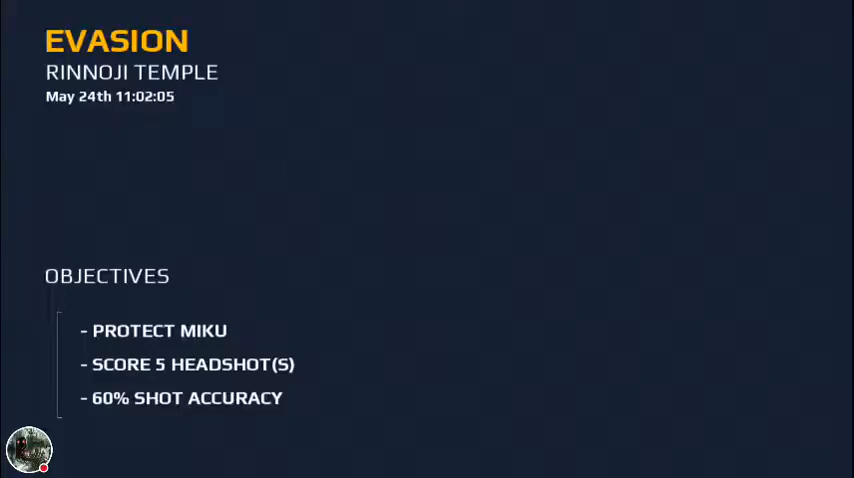 EVASION
RINNOJI TEMPLE
May 24th 11:02:05
OBJECTIVES
- PROTECT MIKU
- SCORE 5 HEADSHOT(S)
- 60% SHOT ACCURACY